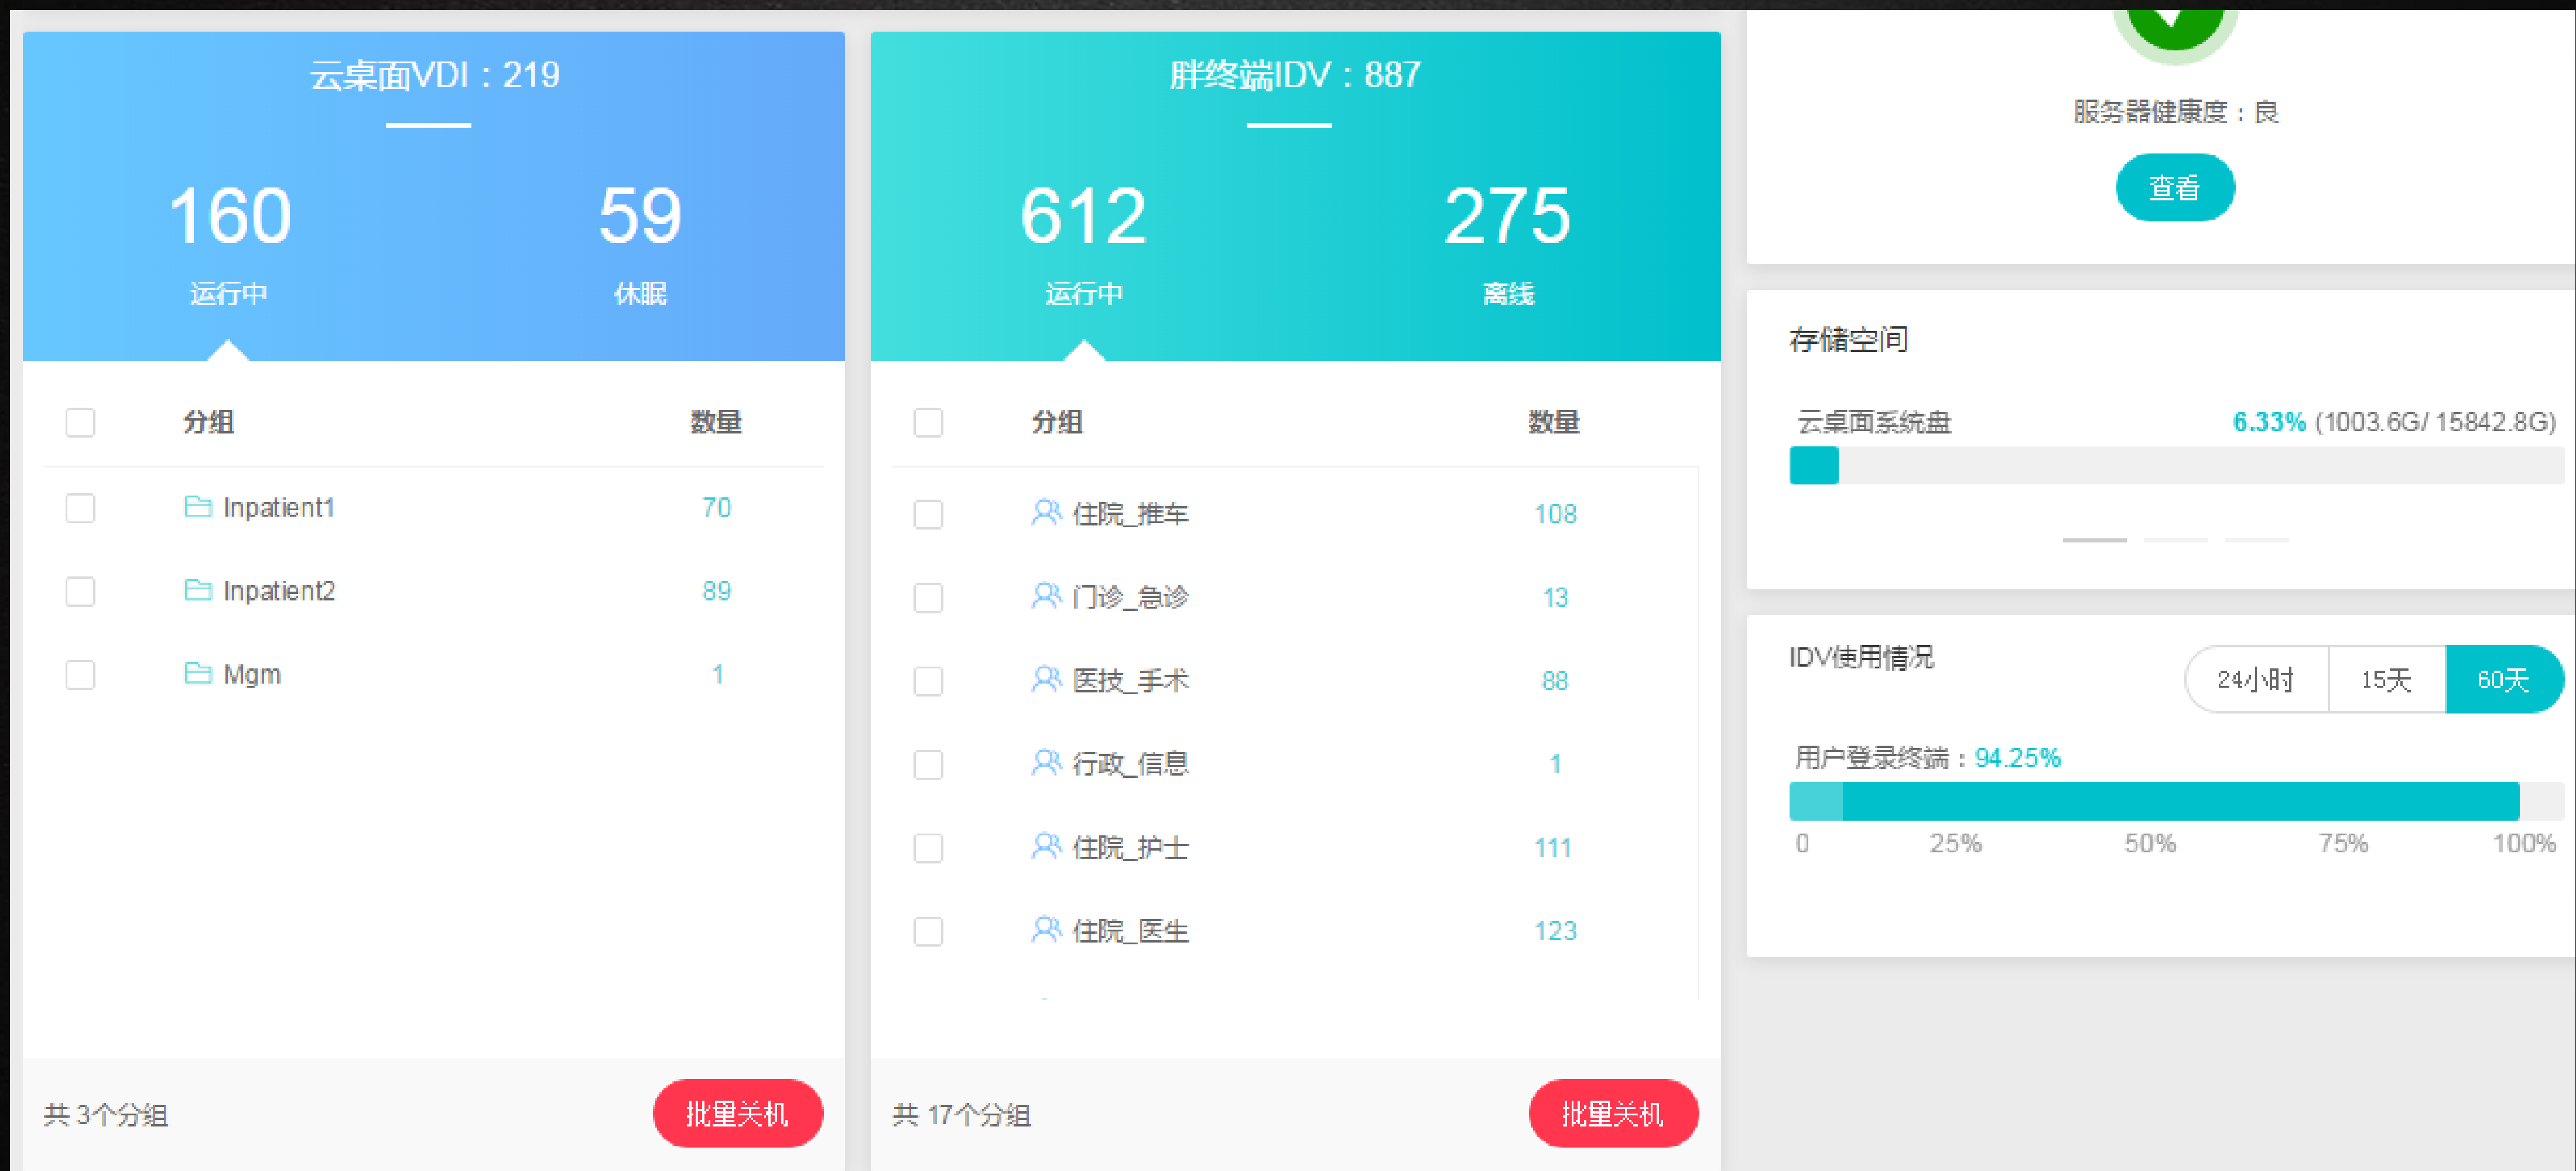 云桌面VDI：219
160
59
运行中
休眠
分组
数量
Inpatient1
70
Inpatient2
89
Mgm
1
共 3个分组
批量关机
胖终端IDV：887
612
275
运行中
离线
分组
数量
住院_推车
108
门诊_急诊
13
医技_手术
88
行政_信息
1
住院_护士
111
住院_医生
123
共 17个分组
批量关机
服务器健康度：良
查看
存储空间
云桌面系统盘
6.33% (1003.6G/ 15842.8G)
IDV使用情况
24小时
15天
60天
用户登录终端：94.25%
0 25% 50% 75% 100%